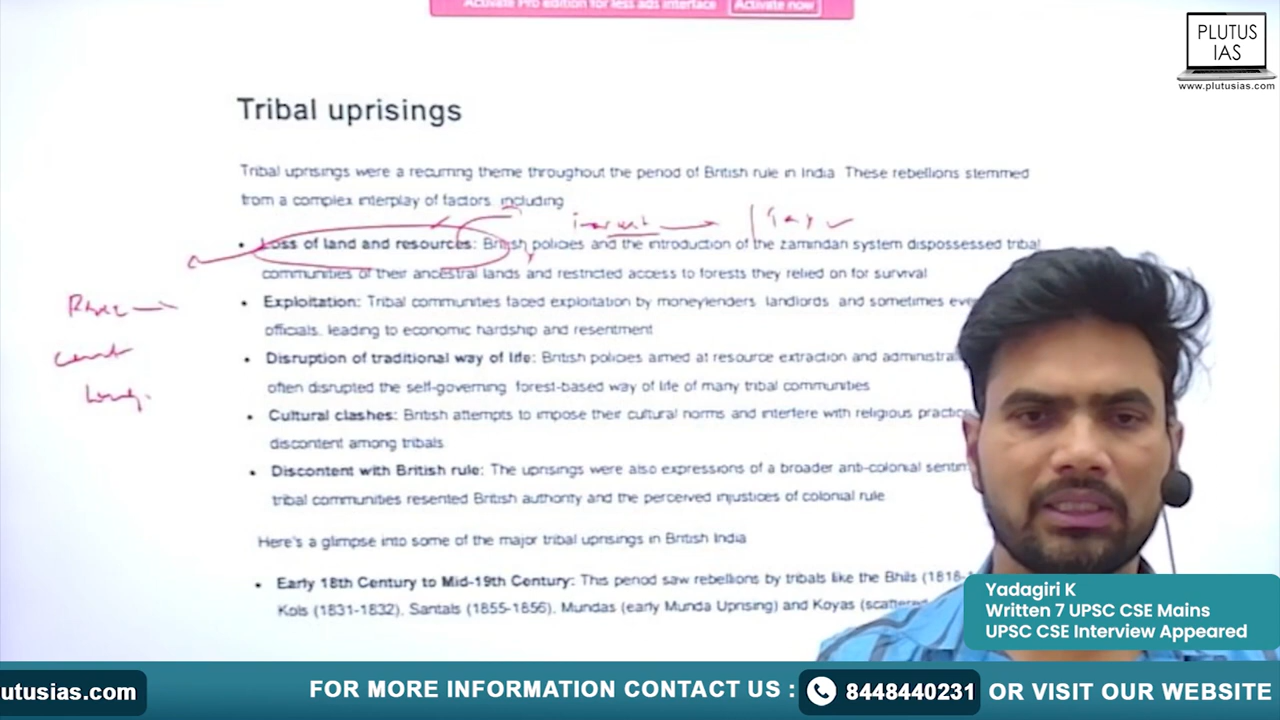 Activate Pro edition for less ads interface Activate now
PLUTUS
IAS
www.plutusias.com
Tribal uprisings
Tribal uprisings were a recurring theme throughout the period of British rule in India. These rebellions stemmed
from a complex interplay of factors, including
• Loss of land and resources: British policies and the introduction of the zamindari system dispossessed tribal
communities of their ancestral lands and restricted access to forests they relied on for survival
• Exploitation: Tribal communities faced exploitation by moneylenders, landlords, and sometimes even
officials, leading to economic hardship and resentment
• Disruption of traditional way of life: British policies aimed at resource extraction and administra
often disrupted the self-governing, forest-based way of life of many tribal communities
• Cultural clashes: British attempts to impose their cultural norms and interfere with religious practic
discontent among tribals
• Discontent with British rule: The uprisings were also expressions of a broader anti-colonial sentim
tribal communities resented British authority and the perceived injustices of colonial rule
Here's a glimpse into some of the major tribal uprisings in British India
• Early 18th Century to Mid-19th Century: This period saw rebellions by tribals like the Bhils (1818-
Kols (1831-1832), Santals (1855-1856), Mundas (early Munda Uprising) and Koyas (scattered
Yadagiri K
Written 7 UPSC CSE Mains
UPSC CSE Interview Appeared
utusias.com FOR MORE INFORMATION CONTACT US : 8448440231 OR VISIT OUR WEBSITE